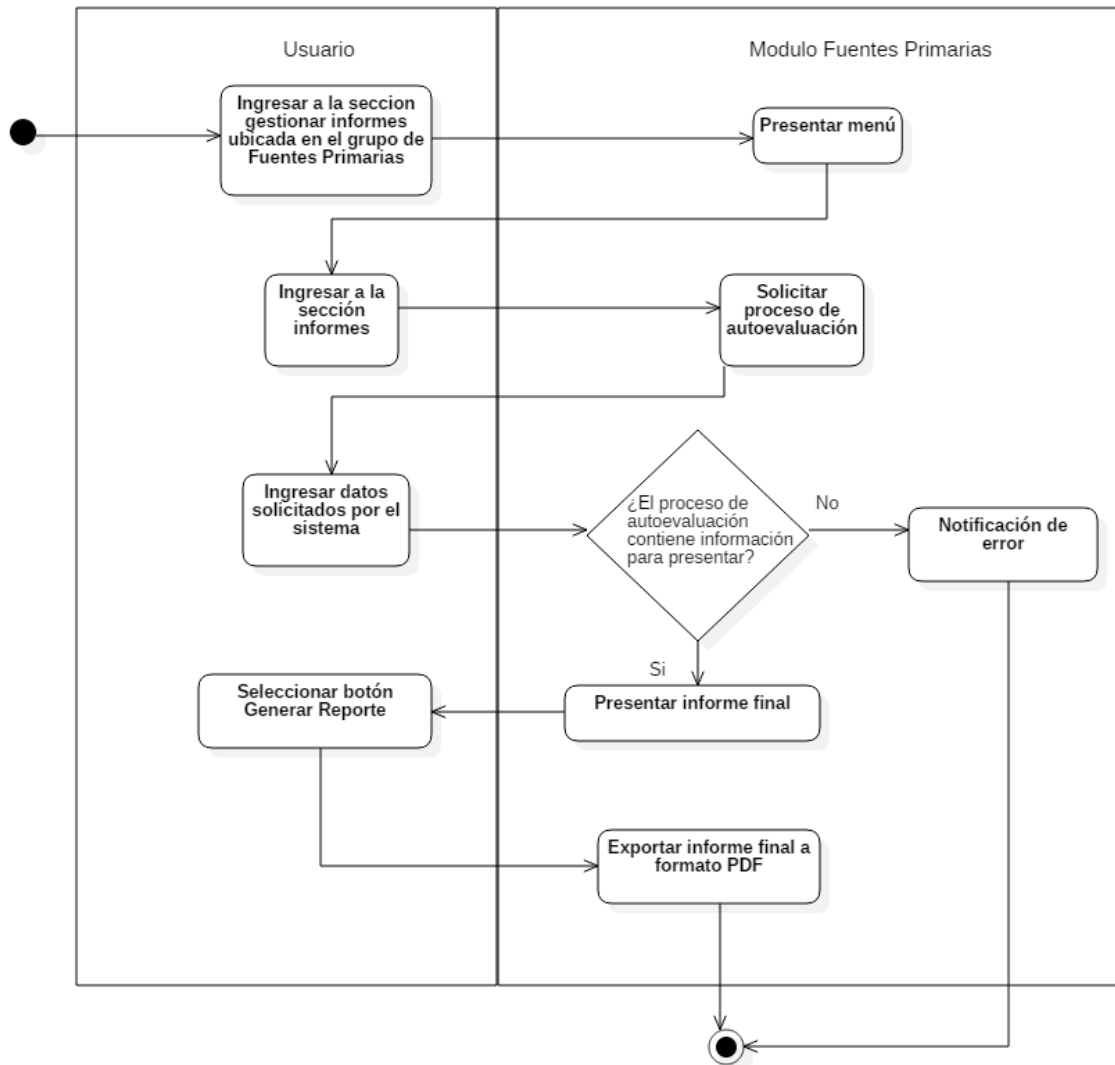 Usuario
Modulo Fuentes Primarias
Ingresar a la seccion
gestionar informes
ubicada en el grupo de
Fuentes Primarias
Presentar menú
Ingresar a la
sección
informes
Solicitar
proceso de
autoevaluación
Ingresar datos
solicitados por el
sistema
¿El proceso de
autoevaluación
contiene información
para presentar?
No
Notificación de
error
Si
Presentar informe final
Seleccionar botón
Generar Reporte
Exportar informe final a
formato PDF